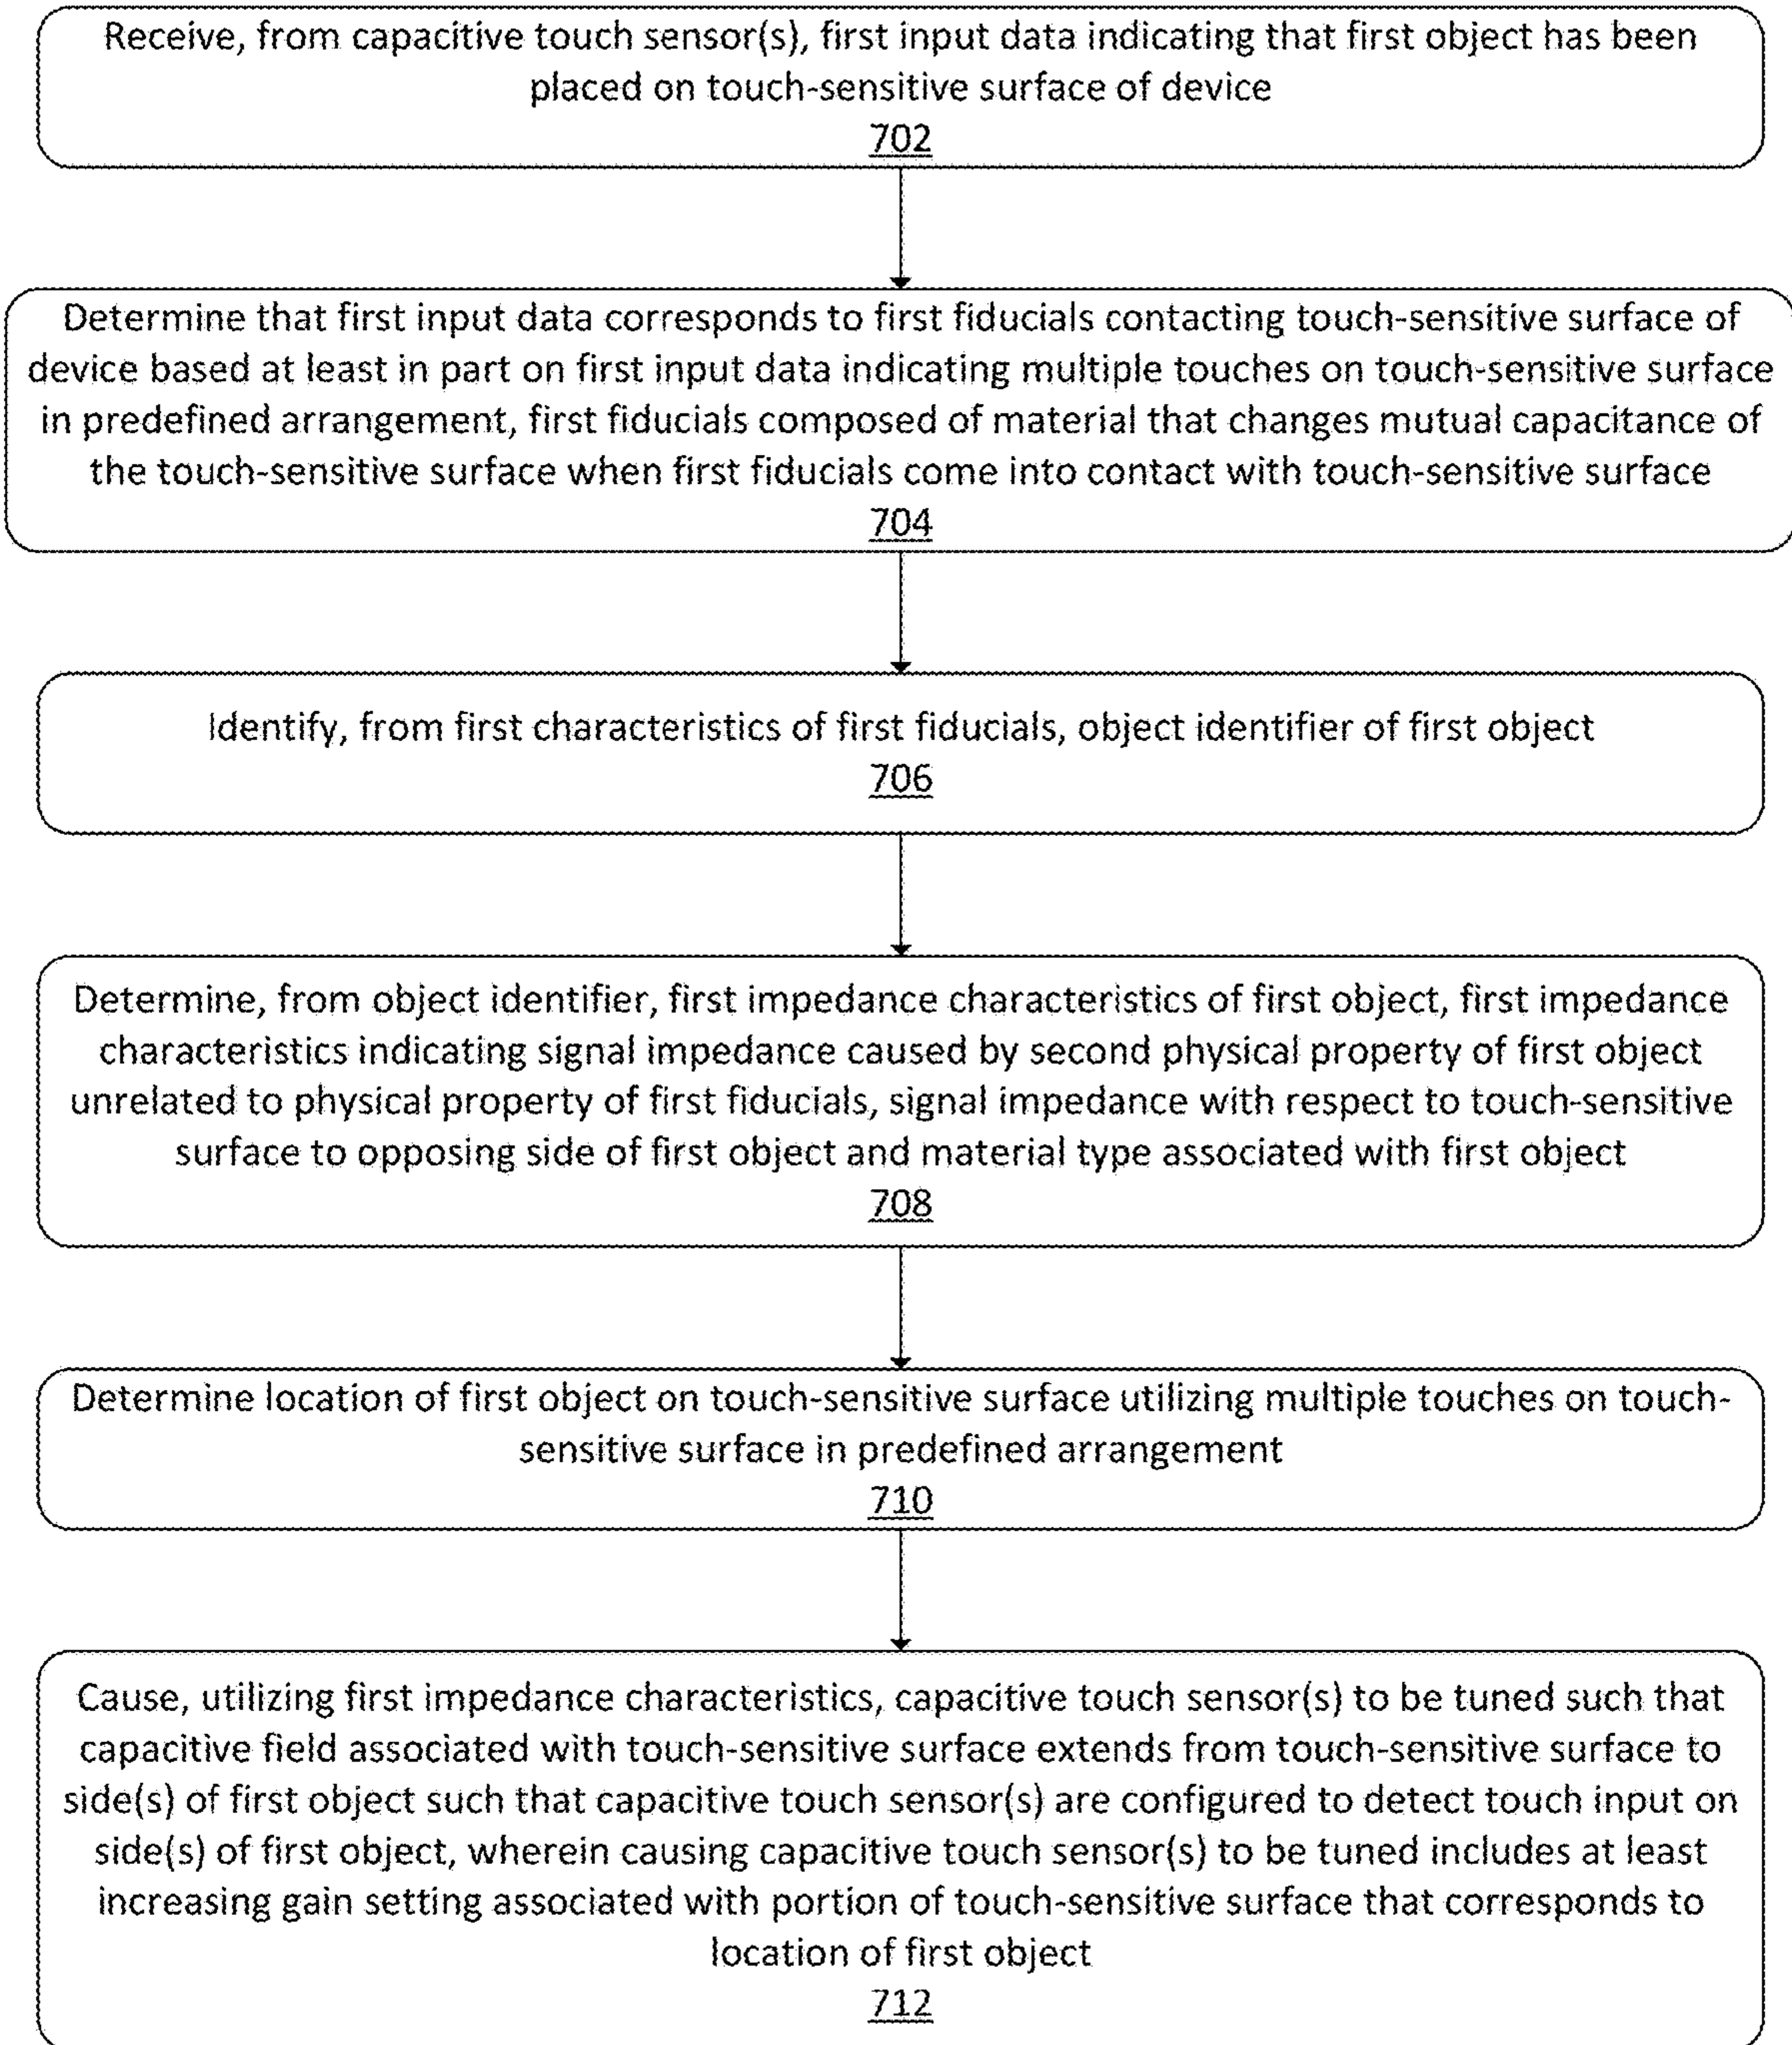 Receive, from capacitive touch sensor(s), first input data indicating that first object has been
placed on touch-sensitive surface of device
702
Determine that first input data corresponds to first fiducials contacting touch-sensitive surface of
device based at least in part on first input data indicating multiple touches on touch-sensitive surface
in predefined arrangement, first fiducials composed of material that changes mutual capacitance of
the touch-sensitive surface when first fiducials come into contact with touch-sensitive surface
704
Identify, from first characteristics of first fiducials, object identifier of first object
706
Determine, from object identifier, first impedance characteristics of first object, first impedance
characteristics indicating signal impedance caused by second physical property of first object
unrelated to physical property of first fiducials, signal impedance with respect to touch-sensitive
surface to opposing side of first object and material type associated with first object
708
Determine location of first object on touch-sensitive surface utilizing multiple touches on touch-
sensitive surface in predefined arrangement
710
Cause, utilizing first impedance characteristics, capacitive touch sensor(s) to be tuned such that
capacitive field associated with touch-sensitive surface extends from touch-sensitive surface to
side(s) of first object such that capacitive touch sensor(s) are configured to detect touch input on
side(s) of first object, wherein causing capacitive touch sensor(s) to be tuned includes at least
increasing gain setting associated with portion of touch-sensitive surface that corresponds to
location of first object
712